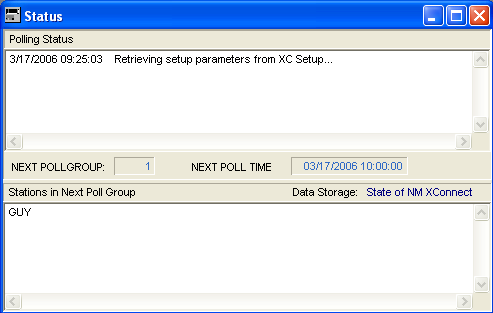 Status
Polling Status
3/17/2006 09:25:03 Retrieving setup parameters from XC Setup...
NEXT POLLGROUP: 1 NEXT POLL TIME 03/17/2006 10:00:00
Stations in Next Poll Group Data Storage: State of NM XConnect
GUY